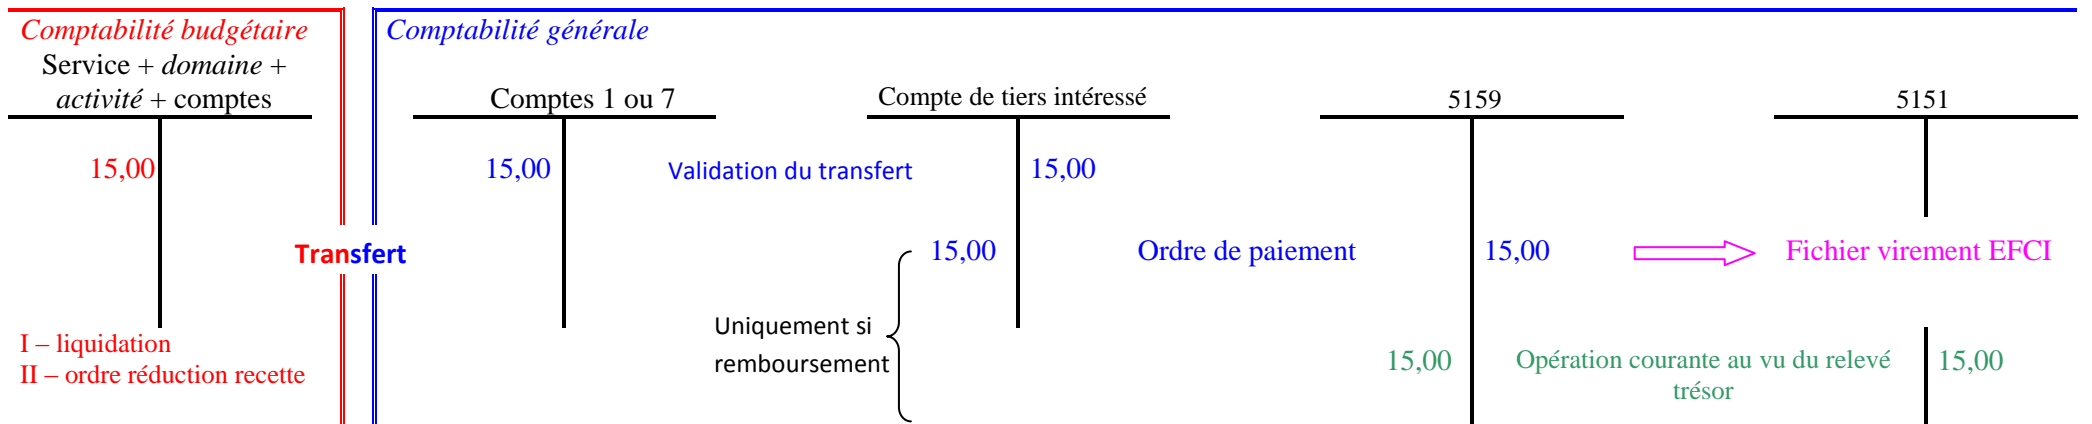 Comptabilité budgétaire
Comptabilité générale
Service + domaine +
activité + comptes
Comptes 1 ou 7
Compte de tiers intéressé
5159
5151
15,00
15,00
Validation du transfert
15,00
Transfert
15,00
Ordre de paiement
15,00
Fichier virement EFCI
Uniquement si
remboursement
I – liquidation
II – ordre réduction recette
15,00
Opération courante au vu du relevé
trésor
15,00